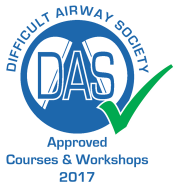 DIFFICULT AIRWAY SOCIETY
DAS
Approved
Courses & Workshops
2017